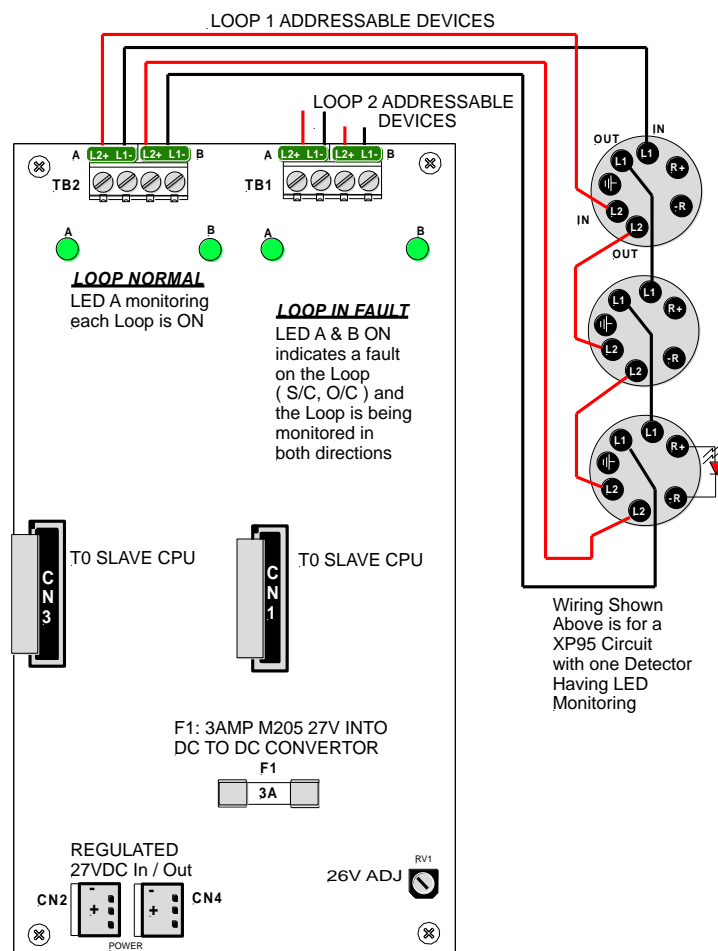 LOOP 1 ADDRESSABLE DEVICES
LOOP 2 ADDRESSABLE
DEVICES
A L2+ L1- L2+ L1- B
TB2
A L2+ L1- L2+ L1- B
TB1
A B A B
LOOP NORMAL
LED A monitoring
each Loop is ON
LOOP IN FAULT
LED A & B ON
indicates a fault
on the Loop
( S/C, O/C ) and
the Loop is being
monitored in
both directions
OUT IN
L1 L1 R+
-R
L2
IN L2
OUT
L1 L1 R+
-R
L2
L2
L1 L1 R+
-R
L2
L2
CN3
T0 SLAVE CPU
CN1
T0 SLAVE CPU
Wiring Shown
Above is for a
XP95 Circuit
with one Detector
Having LED
Monitoring
F1: 3AMP M205 27V INTO
DC TO DC CONVERTOR
F1
3A
REGULATED
27VDC In / Out
CN2 - + - + CN4
POWER
RV1
26V ADJ